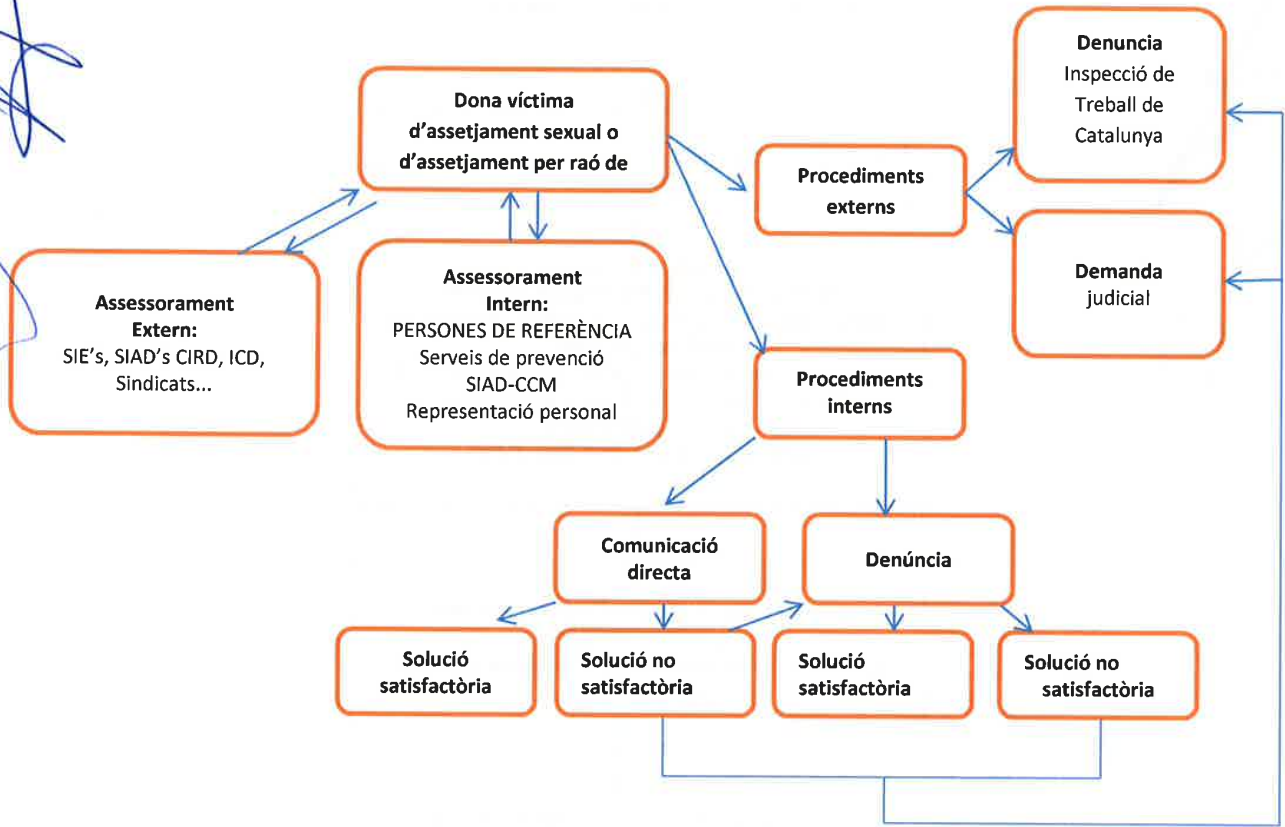 Denuncia
Inspecció de
Treball de
Catalunya
Dona víctima
d'assetjament sexual o
d'assetjament per raó de
Procediments
externs
Demanda
judicial
Assessorament
Extern:
SIE's, SIAD's CIRD, ICD,
Sindicats...
Assessorament
Intern:
PERSONES DE REFERÈNCIA
Serveis de prevenció
SIAD-CCM
Representació personal
Procediments
interns
Comunicació
directa
Denúncia
Solució
satisfactòria
Solució no
satisfactòria
Solució
satisfactòria
Solució no
satisfactòria